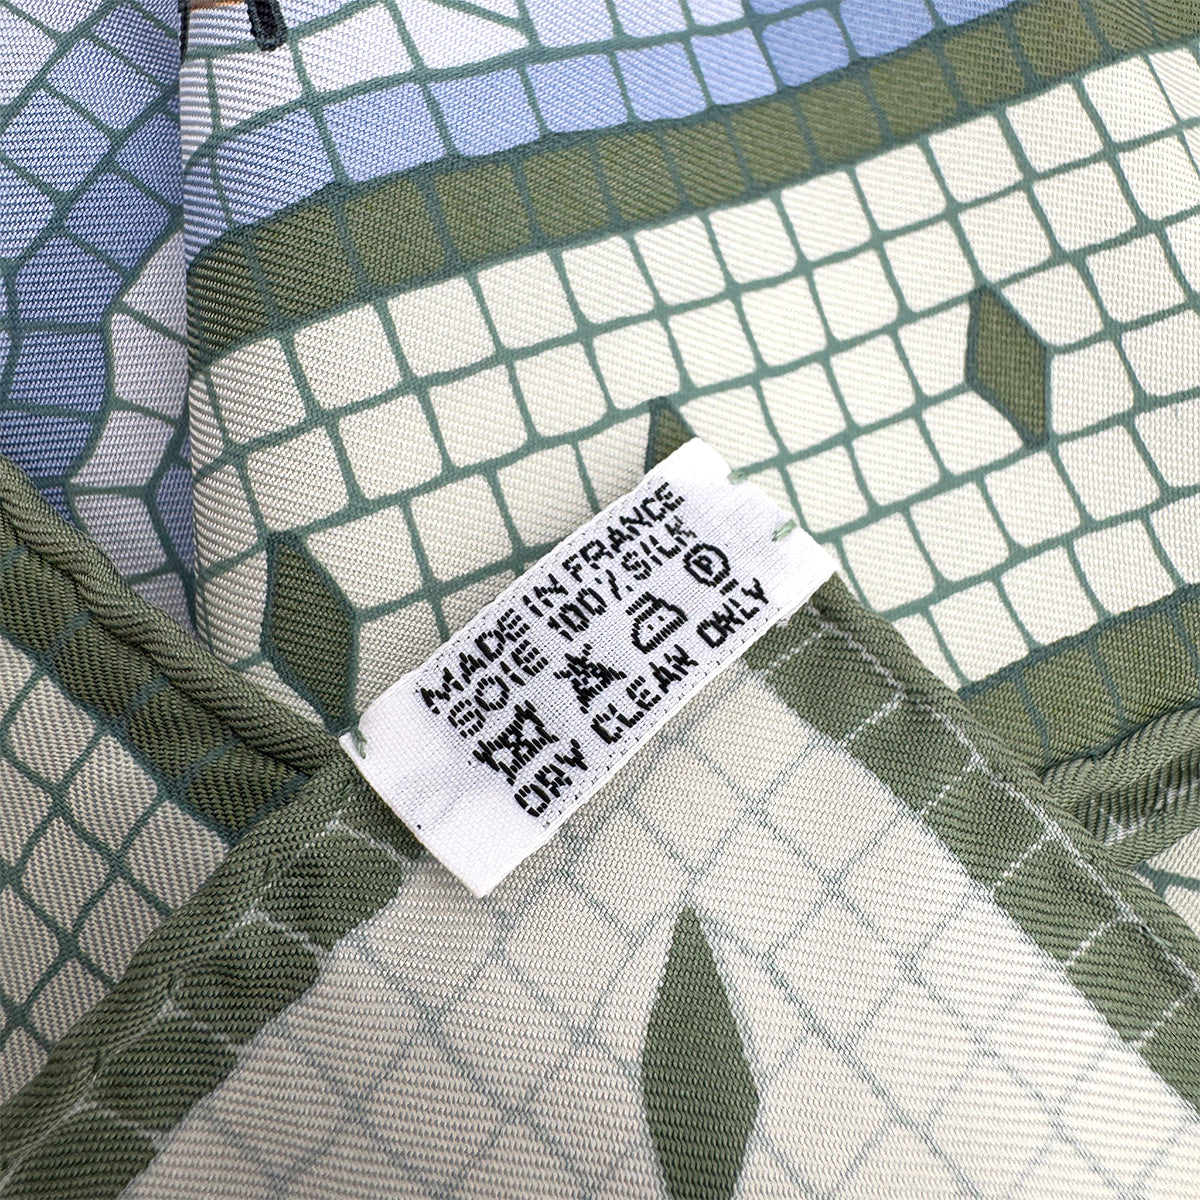 MADE IN FRANCE
SOIE 100% SILK
P
DRY CLEAN ONLY